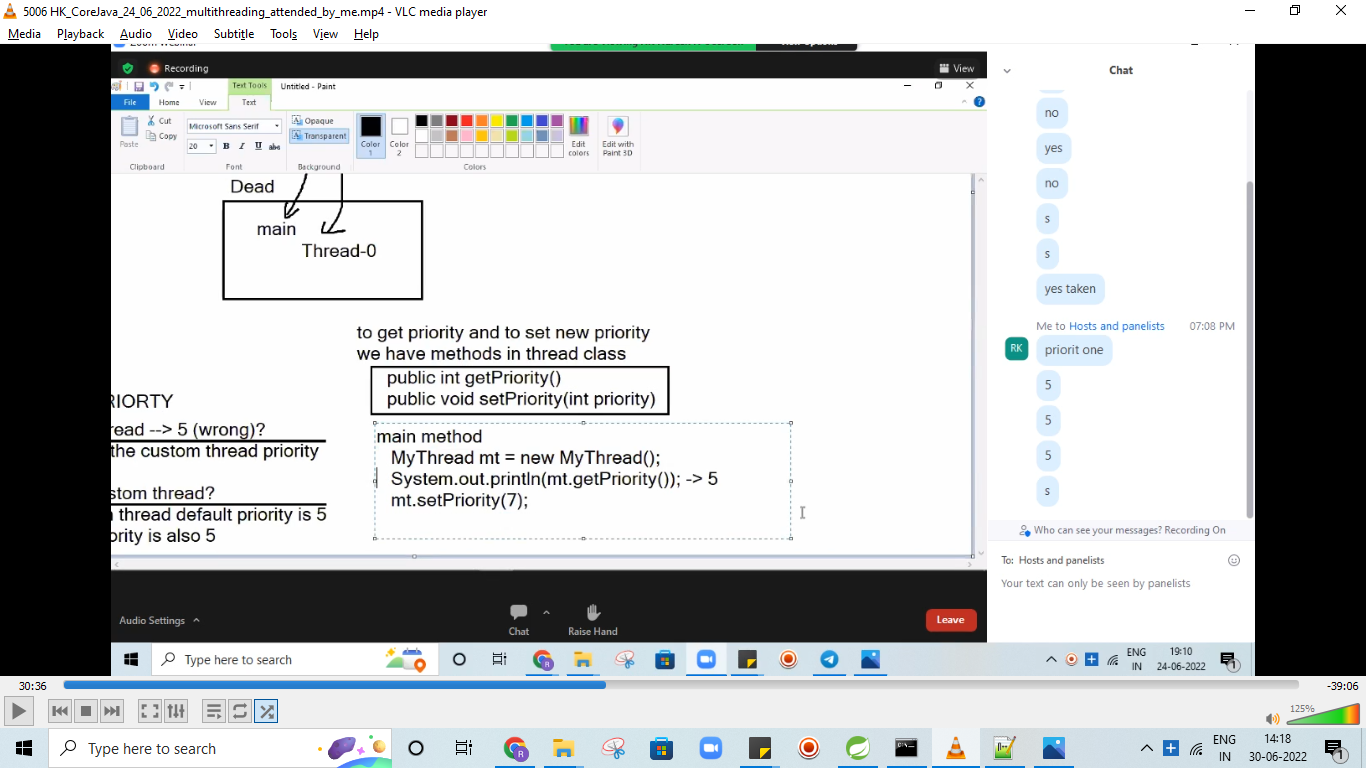 5006 HK_CoreJava_24_06_2022_multithreading_attended_by_me.mp4 - VLC media player
Media Playback Audio Video Subtitle Tools View Help
Recording
View
Text Tools
Untitled - Paint
File Home View Text
Paste
Cut
Copy
Clipboard
Microsoft Sans Serif
20
B I U abc
Font
Opaque
Transparent
Background
Color 1
Color 2
Edit colors
Colors
Edit with Paint 3D
Dead
main
Thread-0
to get priority and to set new priority
we have methods in thread class
public int getPriority()
public void setPriority(int priority)
RIORTY
read --> 5 (wrong)?
the custom thread priority
stom thread?
n thread default priority is 5
ority is also 5
main method
MyThread mt = new MyThread();
System.out.println(mt.getPriority()); -> 5
mt.setPriority(7);
Chat
no
yes
no
s
s
yes taken
Me to Hosts and panelists 07:08 PM
RK
priorit one
5
5
5
s
Who can see your messages? Recording On
To: Hosts and panelists
Your text can only be seen by panelists
Audio Settings
Chat
Raise Hand
Leave
Type here to search
ENG
IN
19:10
24-06-2022
1
30:36
-39:06
125%
Type here to search
ENG
IN
14:18
30-06-2022
1